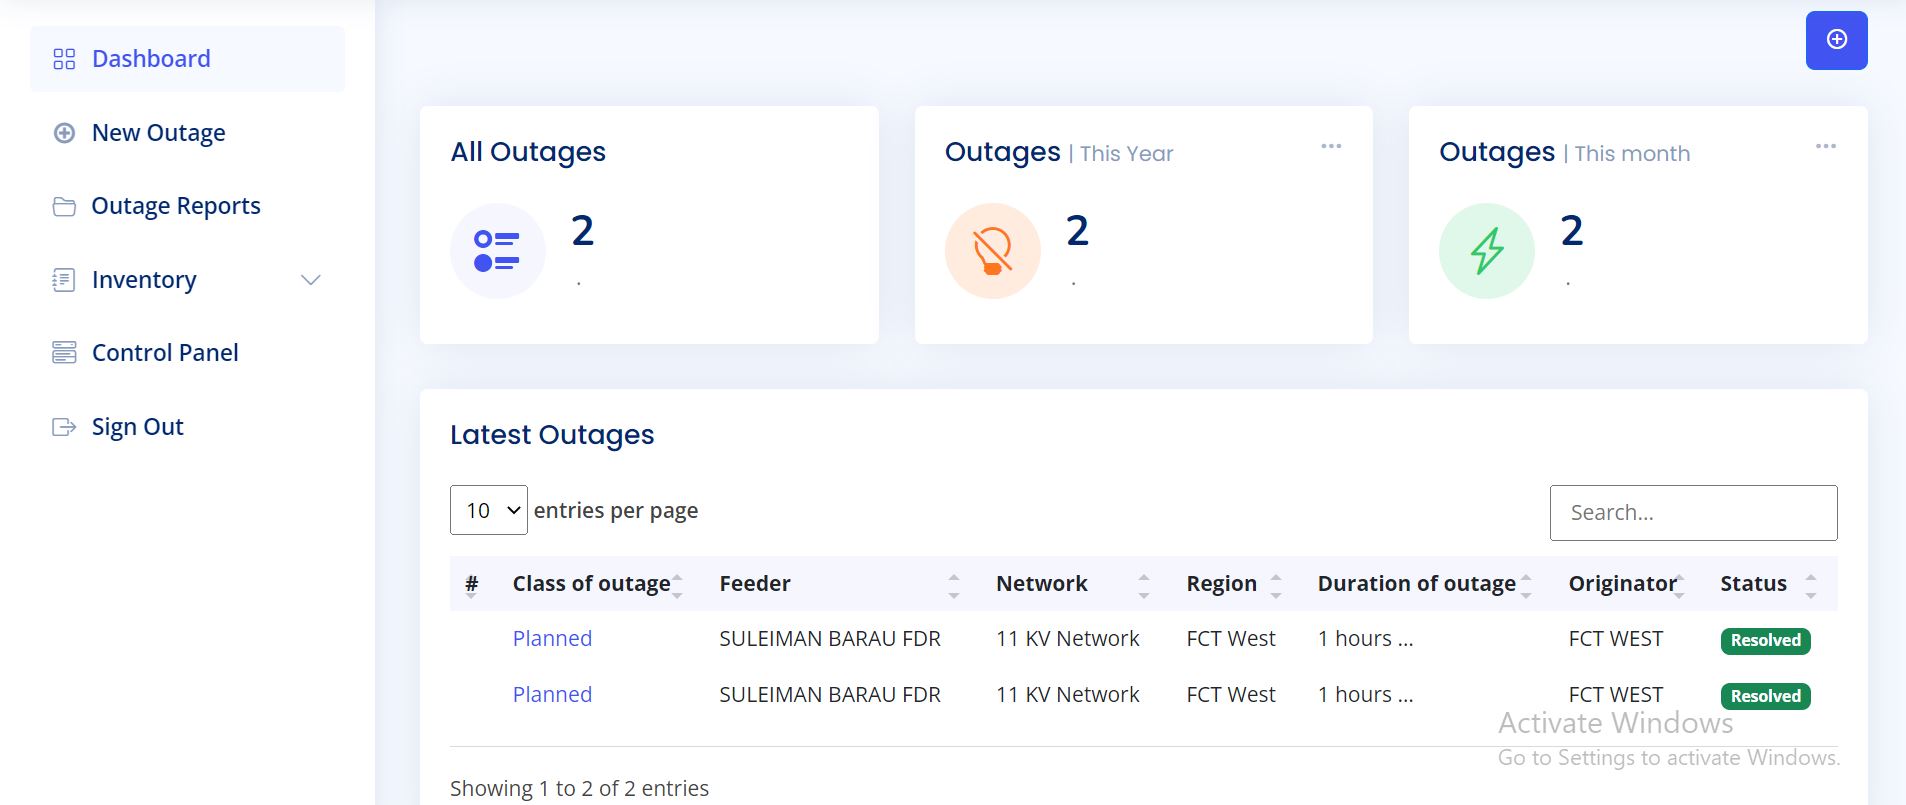 Dashboard
New Outage
Outage Reports
Inventory
Control Panel
Sign Out
All Outages
2
.
Outages | This Year
2
.
Outages | This month
2
.
Latest Outages
10 entries per page
Search...
# Class of outage Feeder Network Region Duration of outage Originator Status
Planned SULEIMAN BARAU FDR 11 KV Network FCT West 1 hours ... FCT WEST Resolved
Planned SULEIMAN BARAU FDR 11 KV Network FCT West 1 hours ... FCT WEST Resolved
Activate Windows
Go to Settings to activate Windows.
Showing 1 to 2 of 2 entries